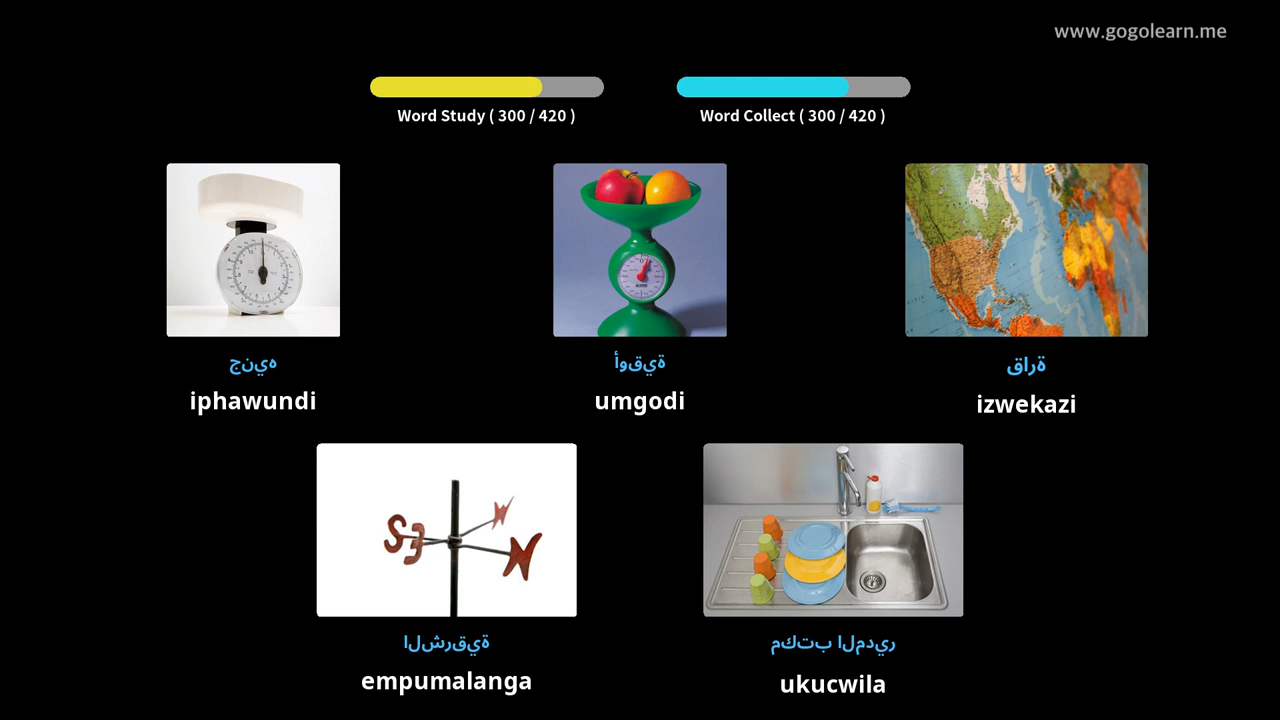 www.gogolearn.me
Word Study ( 300 / 420 )
Word Collect ( 300 / 420 )
جنيه
iphawundi
أوقية
umgodi
قارة
izwekazi
الشرقية
empumalanga
مكتب المدير
ukucwila